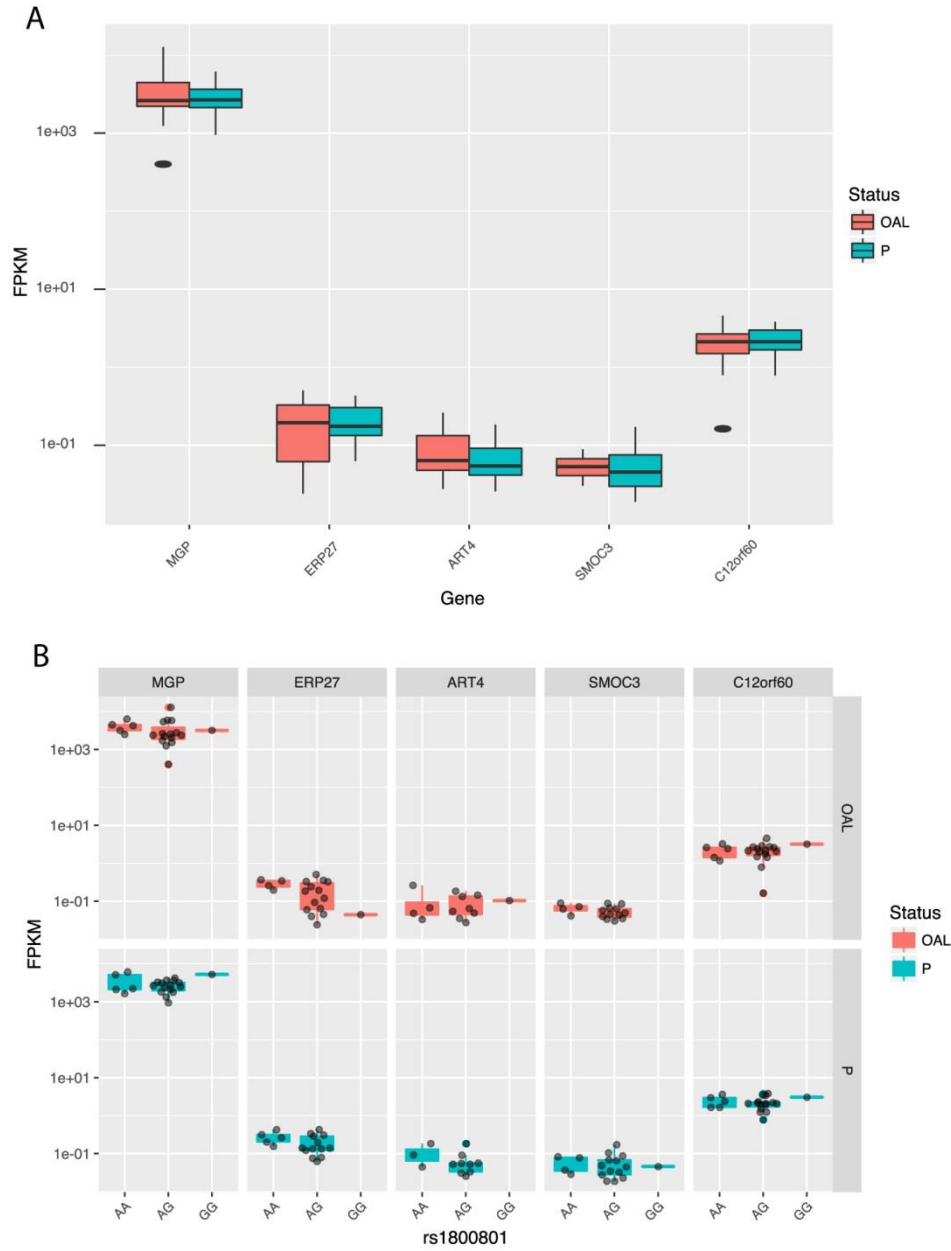 A
1e+03
1e+01
1e-01
FPKM
MGP
ERP27
ART4
SMOC3
C12orf60
Gene
Status
OAL
P
B
MGP
ERP27
ART4
SMOC3
C12orf60
1e+03
1e+01
1e-01
OAL
FPKM
1e+03
1e+01
1e-01
P
AA
AG
GG
AA
AG
GG
AA
AG
GG
AA
AG
GG
AA
AG
GG
rs1800801
Status
OAL
P